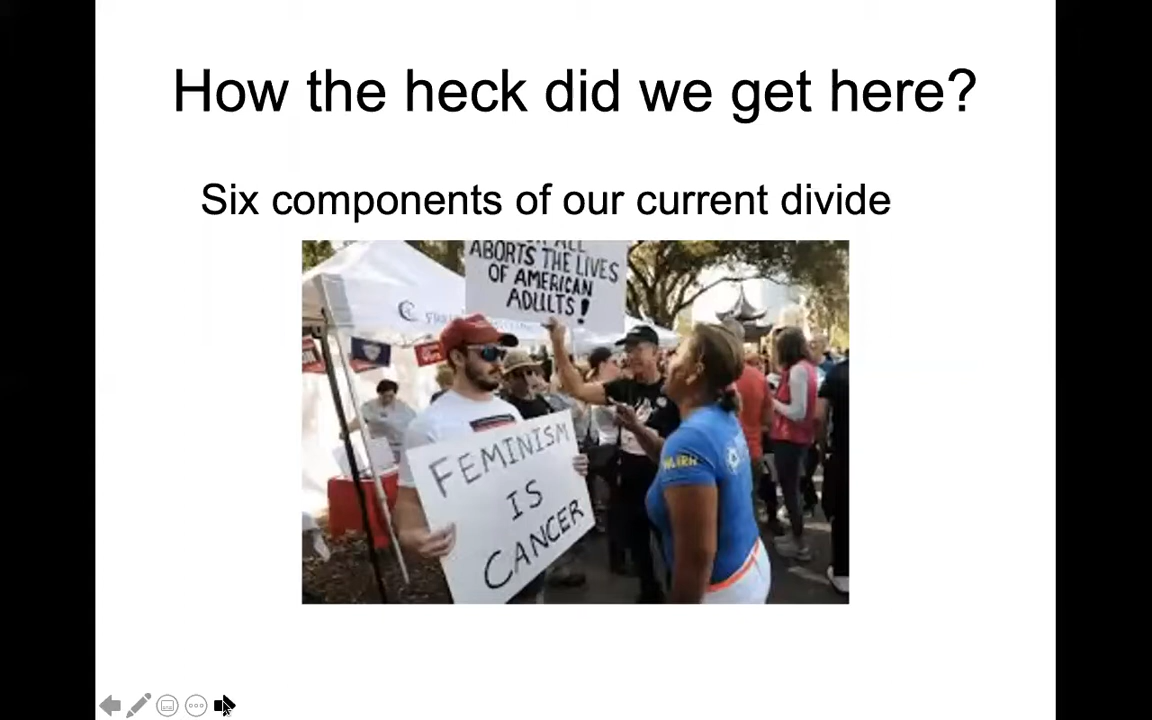 How the heck did we get here?
Six components of our current divide
ALL
ABORTS THE LIVES
OF AMERICAN
ADULTS!
FEMINISM
IS
CANCER